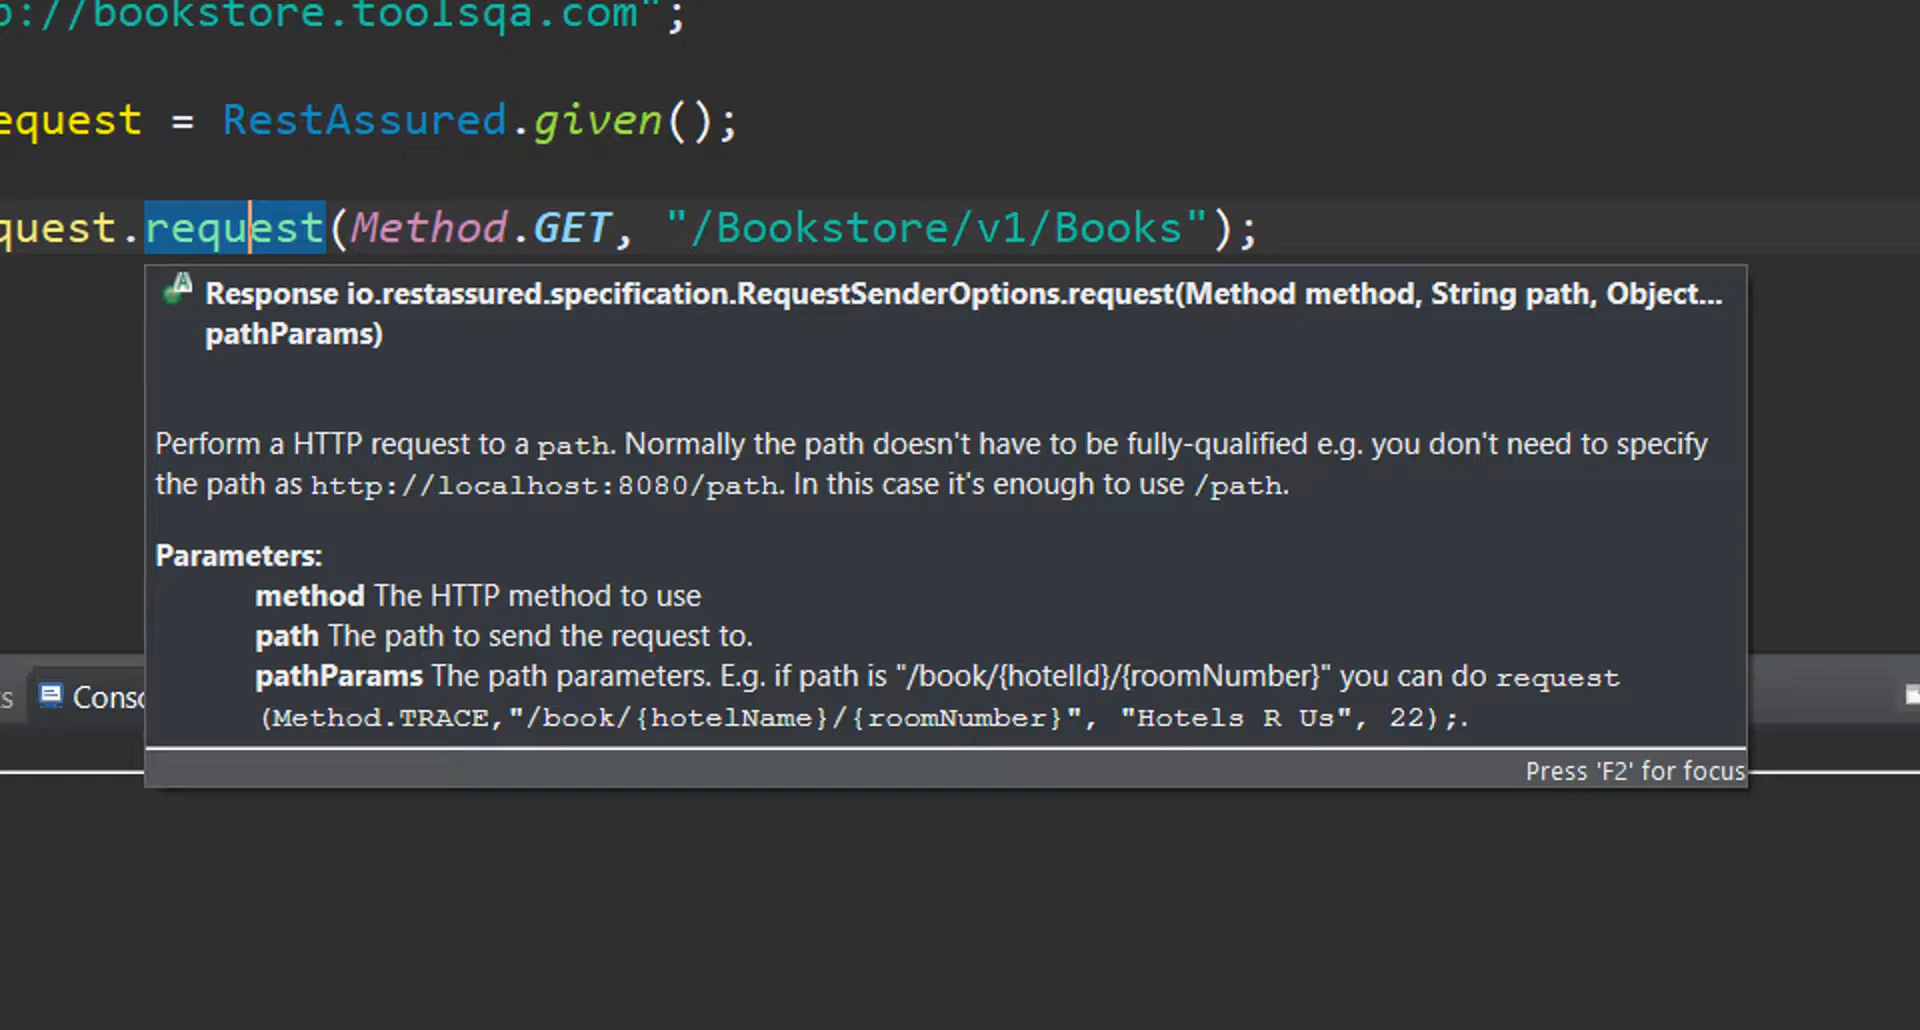 ://bookstore.toolsqa.com";
equest = RestAssured.given();
quest.request(Method.GET, "/Bookstore/v1/Books");
Response io.restassured.specification.RequestSenderOptions.request(Method method, String path, Object...
pathParams)
Perform a HTTP request to a path. Normally the path doesn't have to be fully-qualified e.g. you don't need to specify
the path as http://localhost:8080/path. In this case it's enough to use /path.
Parameters:
method The HTTP method to use
path The path to send the request to.
pathParams The path parameters. E.g. if path is "/book/{hotelId}/{roomNumber}" you can do request
(Method.TRACE,"/book/{hotelName}/{roomNumber}", "Hotels R Us", 22);.
s Conso
Press 'F2' for focus